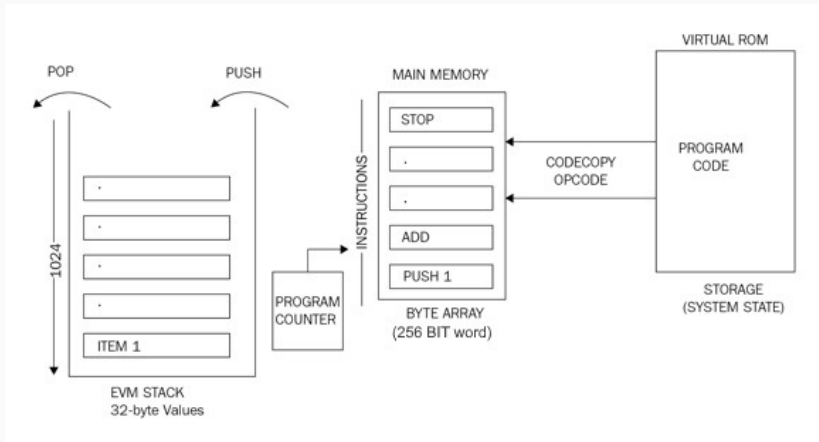 POP
PUSH
1024
.
.
.
.
ITEM 1
EVM STACK
32-byte Values
PROGRAM
COUNTER
INSTRUCTIONS
MAIN MEMORY
STOP
.
.
ADD
PUSH 1
BYTE ARRAY
(256 BIT word)
CODECOPY
OPCODE
VIRTUAL ROM
PROGRAM
CODE
STORAGE
(SYSTEM STATE)